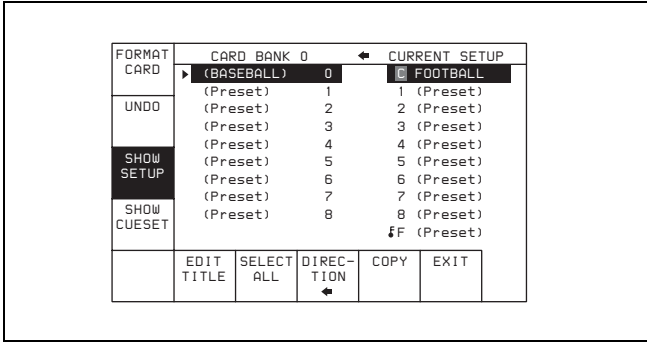 FORMAT CARD
CARD BANK 0 ← CURRENT SETUP
▶ (BASEBALL) 0 C FOOTBALL
(Preset) 1 1 (Preset)
UNDO
(Preset) 2 2 (Preset)
(Preset) 3 3 (Preset)
(Preset) 4 4 (Preset)
SHOW SETUP
(Preset) 5 5 (Preset)
(Preset) 6 6 (Preset)
(Preset) 7 7 (Preset)
SHOW CUESET
(Preset) 8 8 (Preset)
F (Preset)
EDIT TITLE
SELECT ALL
DIREC-
TION
←
COPY
EXIT